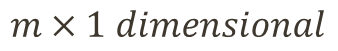 m × 1 dimensional